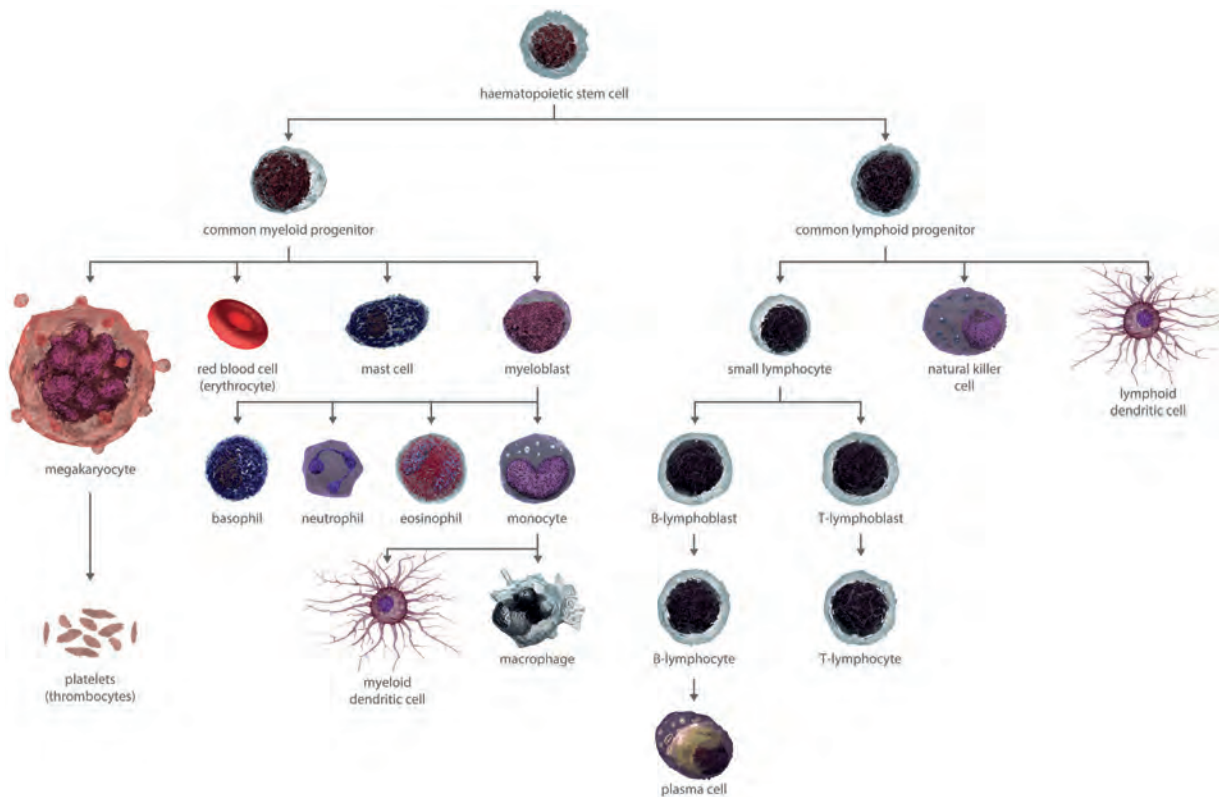 haematopoietic stem cell
common myeloid progenitor
common lymphoid progenitor
megakaryocyte
red blood cell
(erythrocyte)
mast cell
myeloblast
small lymphocyte
natural killer
cell
lymphoid
dendritic cell
basophil
neutrophil
eosinophil
monocyte
B-lymphoblast
T-lymphoblast
platelets
(thrombocytes)
myeloid
dendritic cell
macrophage
B-lymphocyte
T-lymphocyte
plasma cell